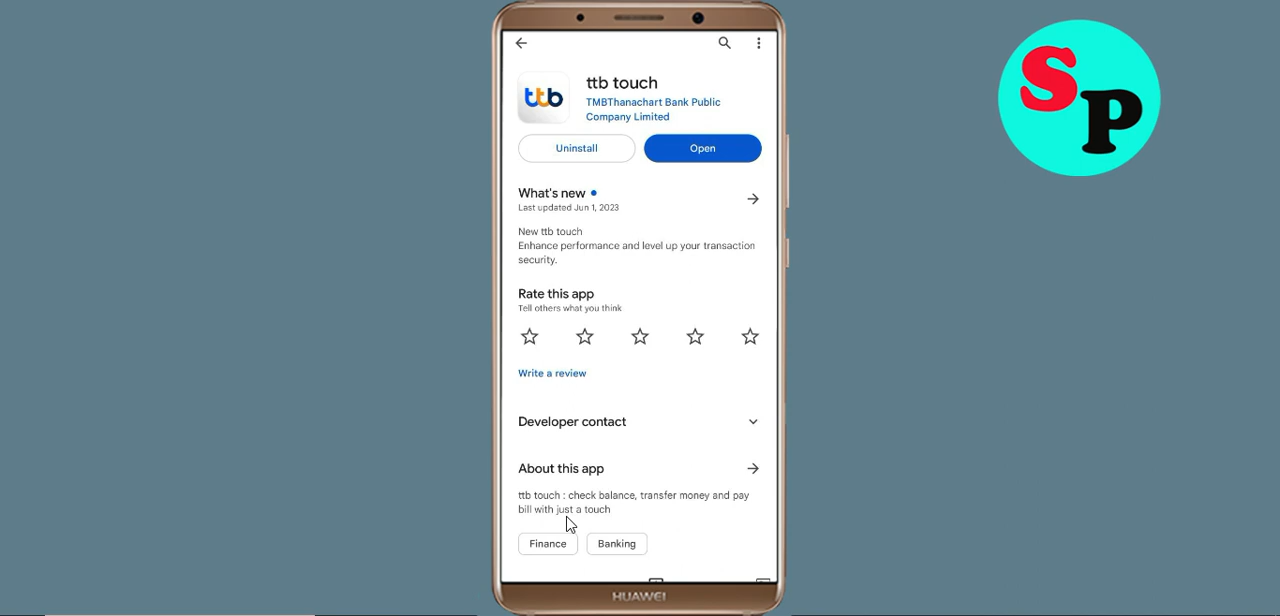 SP
ttb
ttb touch
TMBThanachart Bank Public
Company Limited
Uninstall
Open
What's new
Last updated Jun 1, 2023
New ttb touch
Enhance performance and level up your transaction
security.
Rate this app
Tell others what you think
Write a review
Developer contact
About this app
ttb touch : check balance, transfer money and pay
bill with just a touch
Finance
Banking
HUAWEI